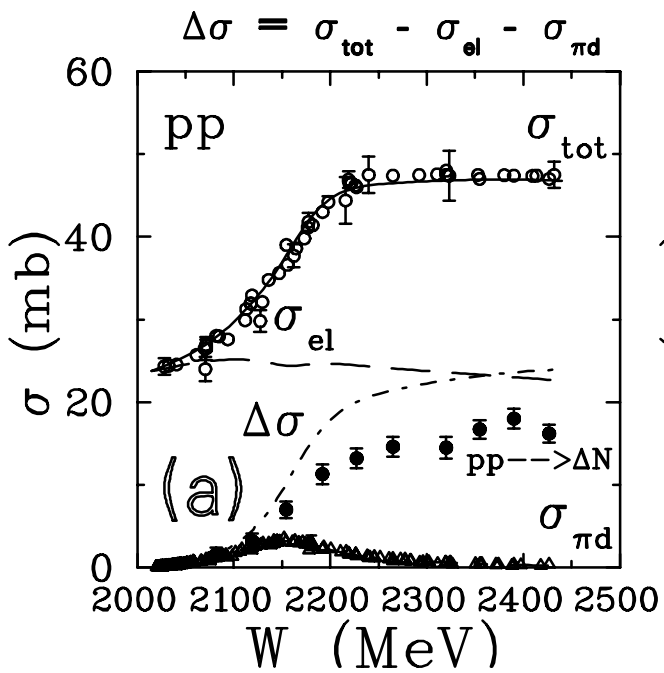 Δσ = σtot - σel - σπd
60
pp
σtot
40
σ (mb)
σel
20
Δσ
pp-->ΔN
(a)
σπd
0
2000 2100 2200 2300 2400 2500
W (MeV)